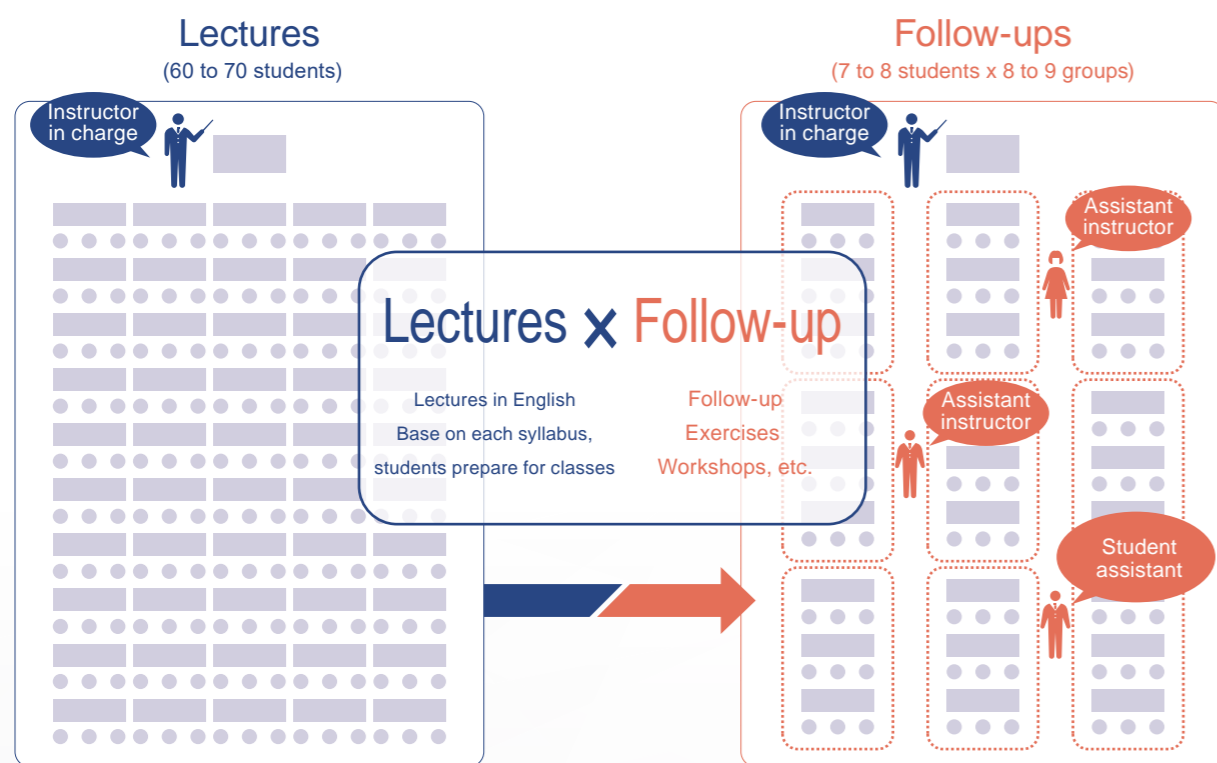 Lectures
(60 to 70 students)
Instructor
in charge
Follow-ups
(7 to 8 students x 8 to 9 groups)
Instructor
in charge
Assistant
instructor
Lectures x Follow-up
Lectures in English
Base on each syllabus,
students prepare for classes
Follow-up
Exercises
Workshops, etc.
Assistant
instructor
Student
assistant